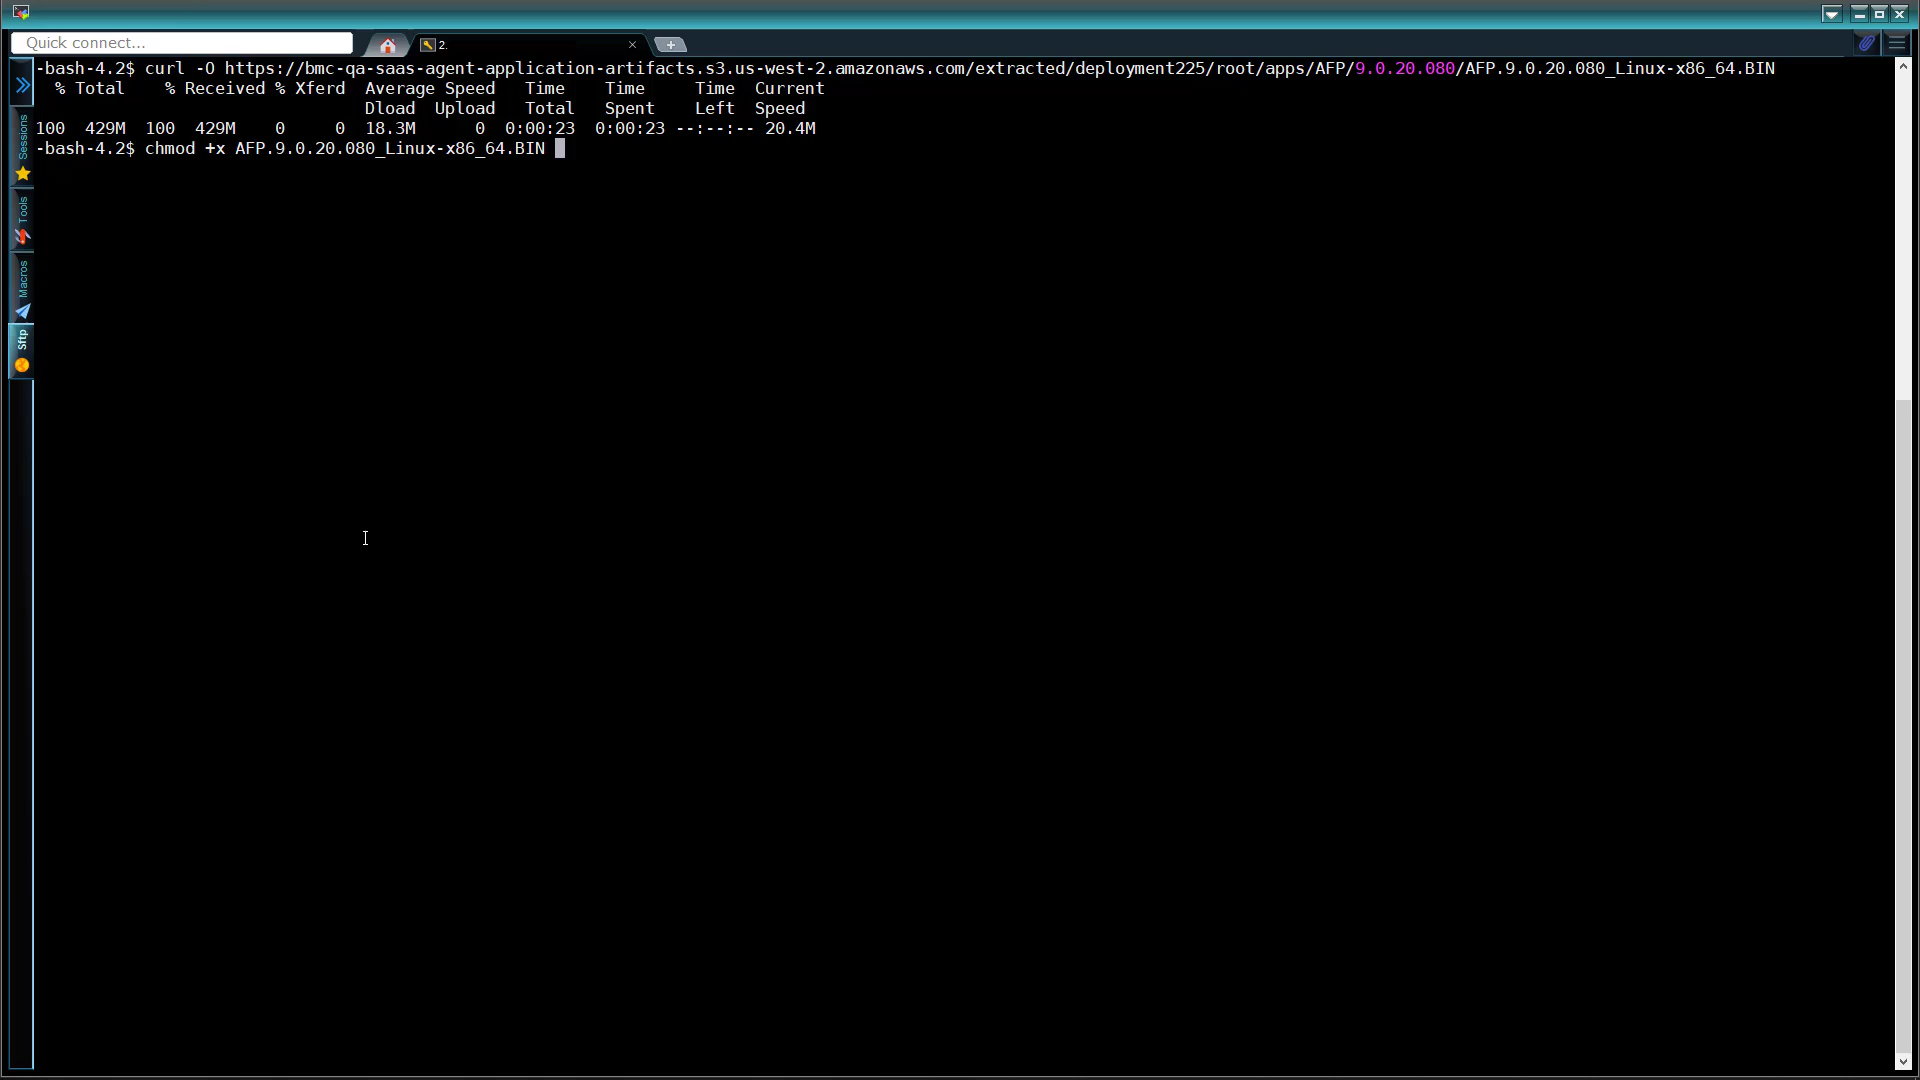 Quick connect...
2.
-bash-4.2$ curl -O https://bmc-qa-saas-agent-application-artifacts.s3.us-west-2.amazonaws.com/extracted/deployment225/root/apps/AFP/9.0.20.080/AFP.9.0.20.080_Linux-x86_64.BIN
  % Total    % Received % Xferd  Average Speed   Time    Time     Time  Current
                                 Dload  Upload   Total   Spent    Left  Speed
100  429M  100  429M    0     0  18.3M      0  0:00:23  0:00:23 --:--:-- 20.4M
-bash-4.2$ chmod +x AFP.9.0.20.080_Linux-x86_64.BIN
Sessions
Tools
Macros
Sftp